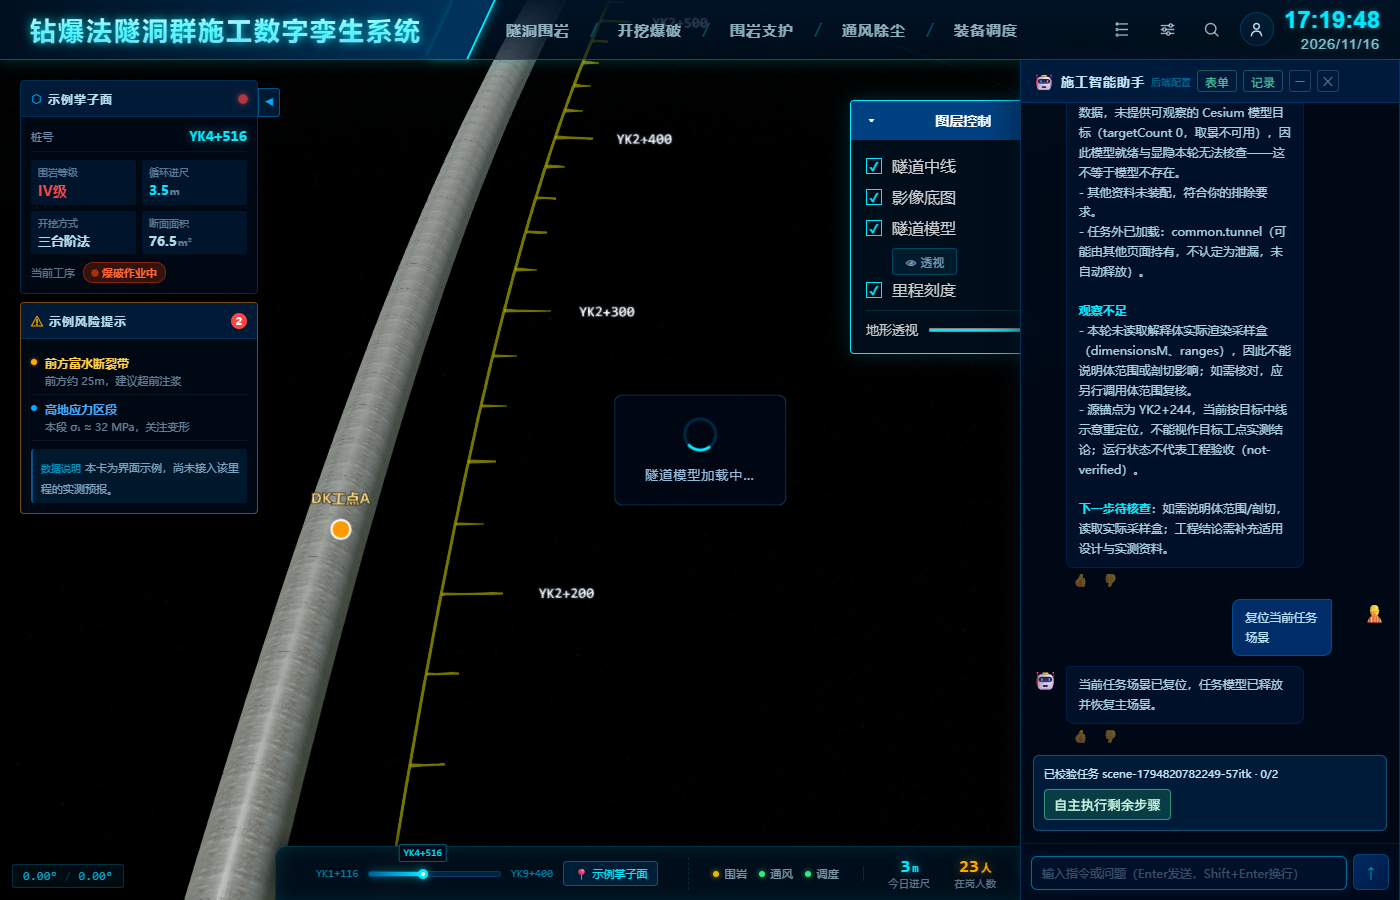 钻爆法隧洞群施工数字孪生系统
隧洞围岩 / 开挖爆破 / 围岩支护 / 通风除尘 / 装备调度
17:19:48
2026/11/16
示例掌子面
桩号 YK4+516
围岩等级 循环进尺
IV级 3.5m
开挖方式 断面面积
三台阶法 76.5m²
当前工序 爆破作业中
示例风险提示 2
前方富水断裂带
前方约 25m，建议超前注浆
高地应力区段
本段 σ₁ ≈ 32 MPa，关注变形
数据说明 本卡为界面示例，尚未接入该里
程的实测预报。
YK2+500
YK2+400
YK2+300
YK2+200
DK工点A
隧道模型加载中...
图层控制
隧道中线
影像底图
隧道模型
透视
里程刻度
地形透视
施工智能助手 后端配置 表单 记录
数据，未提供可观察的 Cesium 模型目
标（targetCount 0，取景不可用），因
此模型就绪与显隐本轮无法核查——这
不等于模型不存在。
- 其他资料未装配，符合你的排除要
求。
- 任务外已加载：common.tunnel（可
能由其他页面持有，不认定为泄漏，未
自动释放）。
观察不足
- 本轮未读取解释体实际渲染采样盒
（dimensionsM、ranges），因此不能
说明体范围或剖切影响；如需核对，应
另行调用体范围复核。
- 源锚点为 YK2+244，当前按目标中线
示意重定位，不能视作目标工点实测结
论；运行状态不代表工程验收（not-
verified）。
下一步待核查：如需说明体范围/剖切，
读取实际采样盒；工程结论需补充适用
设计与实测资料。
复位当前任务
场景
当前任务场景已复位，任务模型已释放
并恢复主场景。
已校验任务 scene-1794820782249-57itk · 0/2
自主执行剩余步骤
输入指令或问题（Enter发送，Shift+Enter换行）
0.00° / 0.00°
YK4+516
YK1+116 YK9+400
示例掌子面
围岩 通风 调度
3m
今日进尺
23人
在岗人数